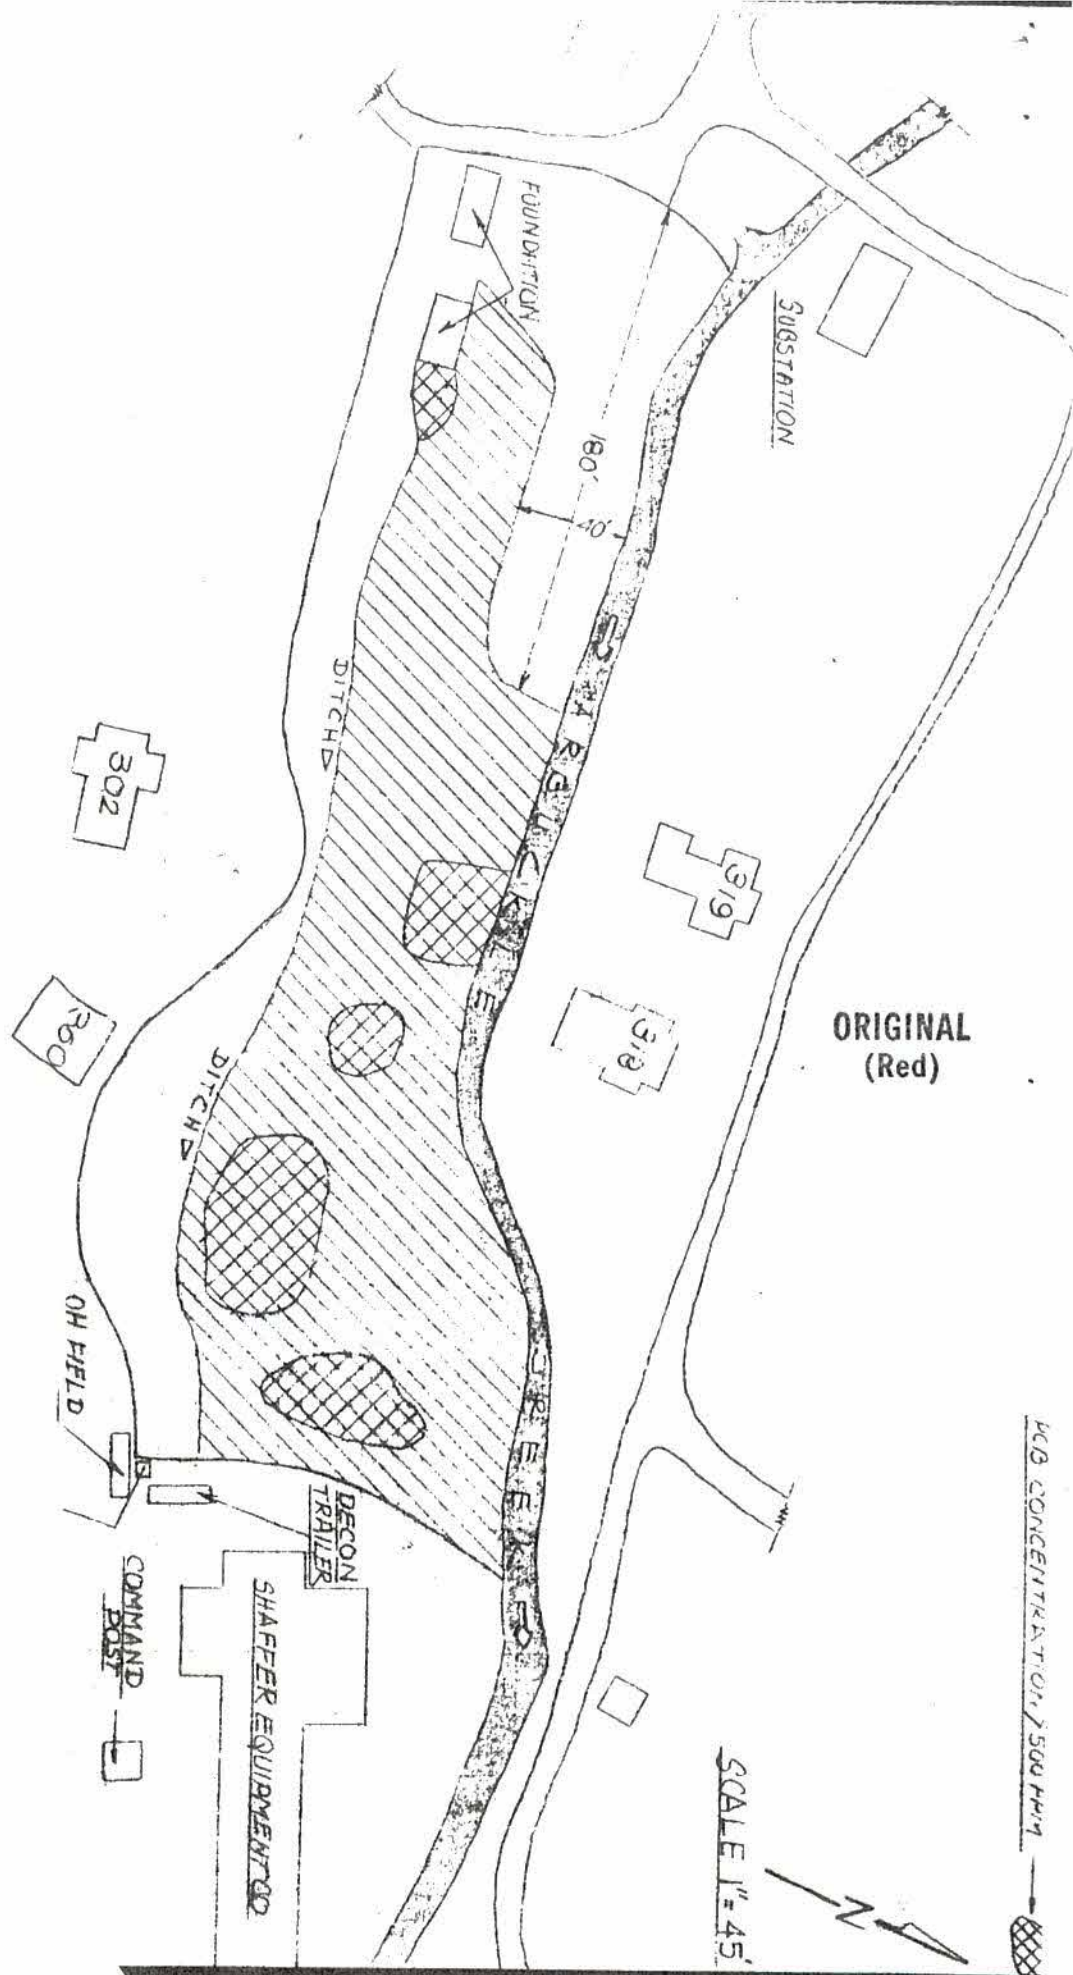 FOUNDATION
SUBSTATION
180'
40'
DITCH
302
319
318
360
DITCH
ARBUCKLE
CREEK
ORIGINAL
(Red)
OH FIELD
DECON
TRAILER
COMMAND
POST
SHAFFER EQUIPMENT CO
SCALE 1"=45'
N
PCB CONCENTRATION > 500 PPM